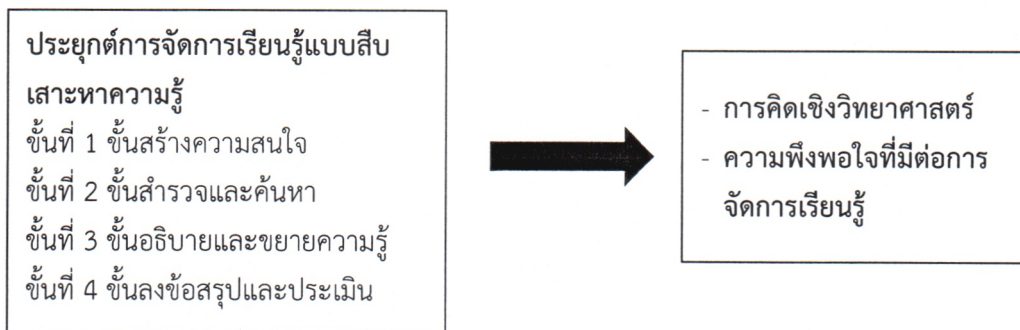 ประยุกต์การจัดการเรียนรู้แบบสืบ
เสาะหาความรู้
ขั้นที่ 1 ขั้นสร้างความสนใจ
ขั้นที่ 2 ขั้นสำรวจและค้นหา
ขั้นที่ 3 ขั้นอธิบายและขยายความรู้
ขั้นที่ 4 ขั้นลงข้อสรุปและประเมิน
- การคิดเชิงวิทยาศาสตร์
- ความพึงพอใจที่มีต่อการ
จัดการเรียนรู้